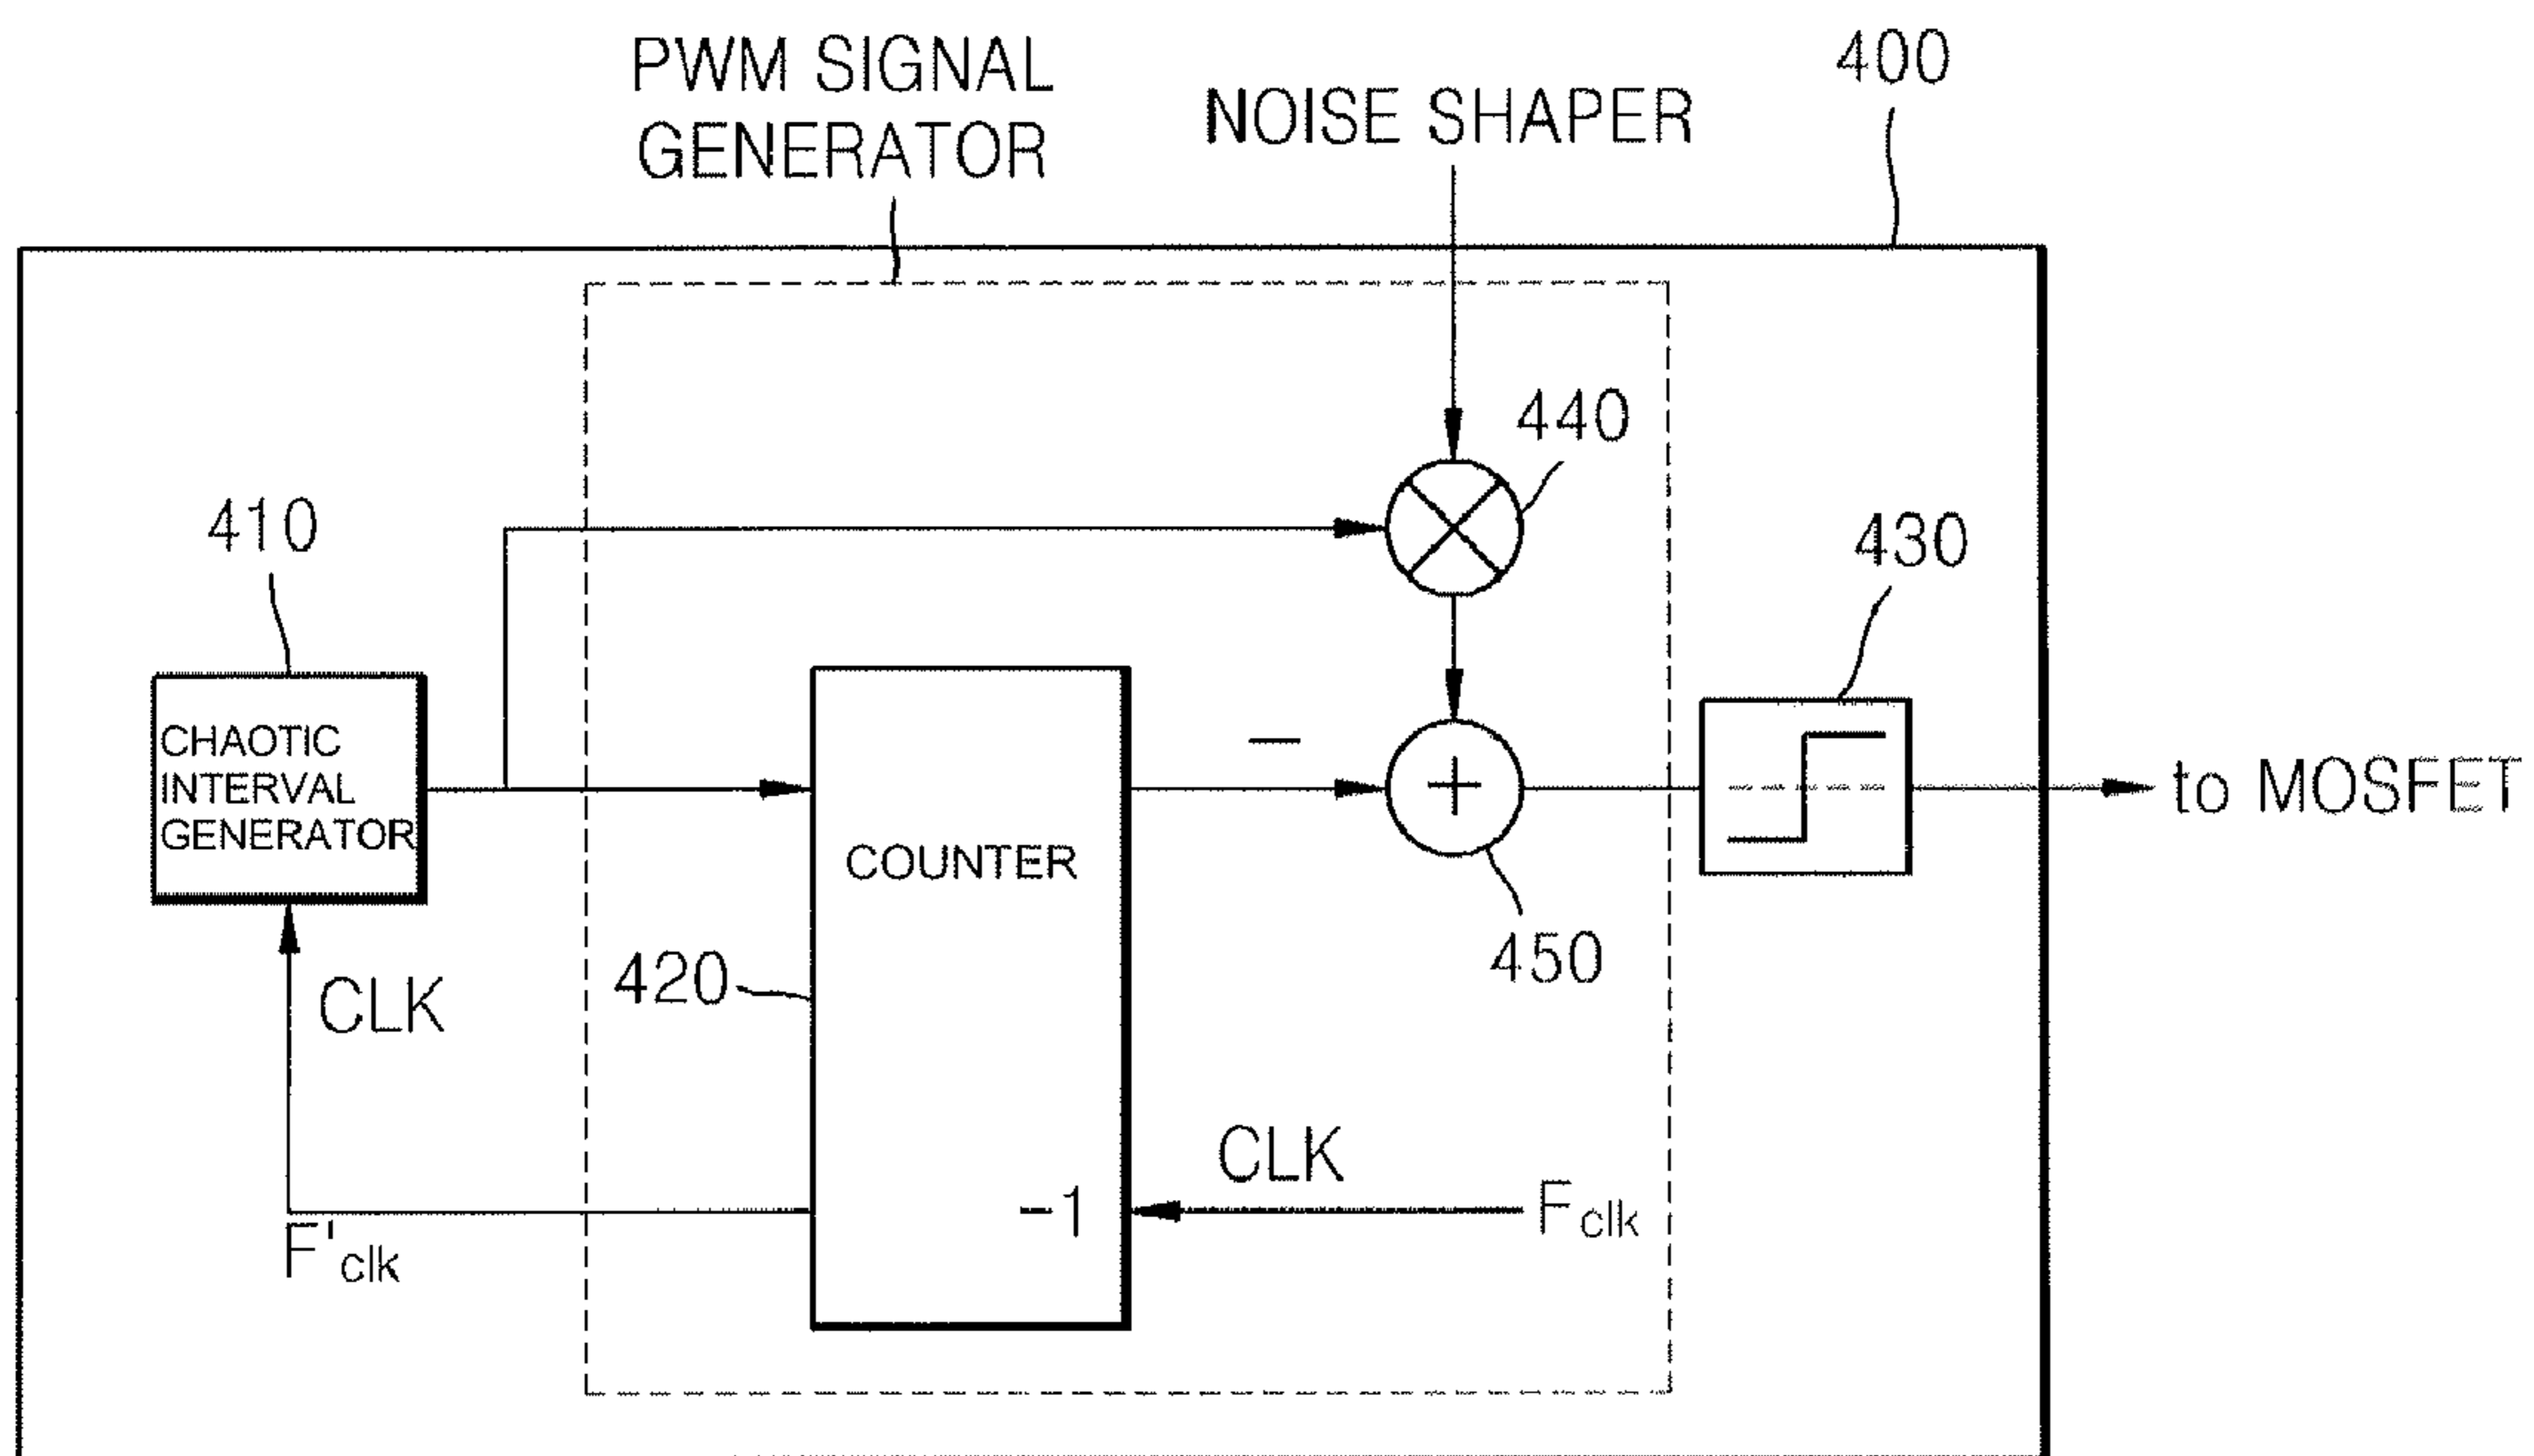 PWM SIGNAL
GENERATOR
NOISE SHAPER
400
440
410
430
CHAOTIC
INTERVAL
GENERATOR
COUNTER
−
+
to MOSFET
450
420
CLK
CLK
−1
Fclk
F'clk